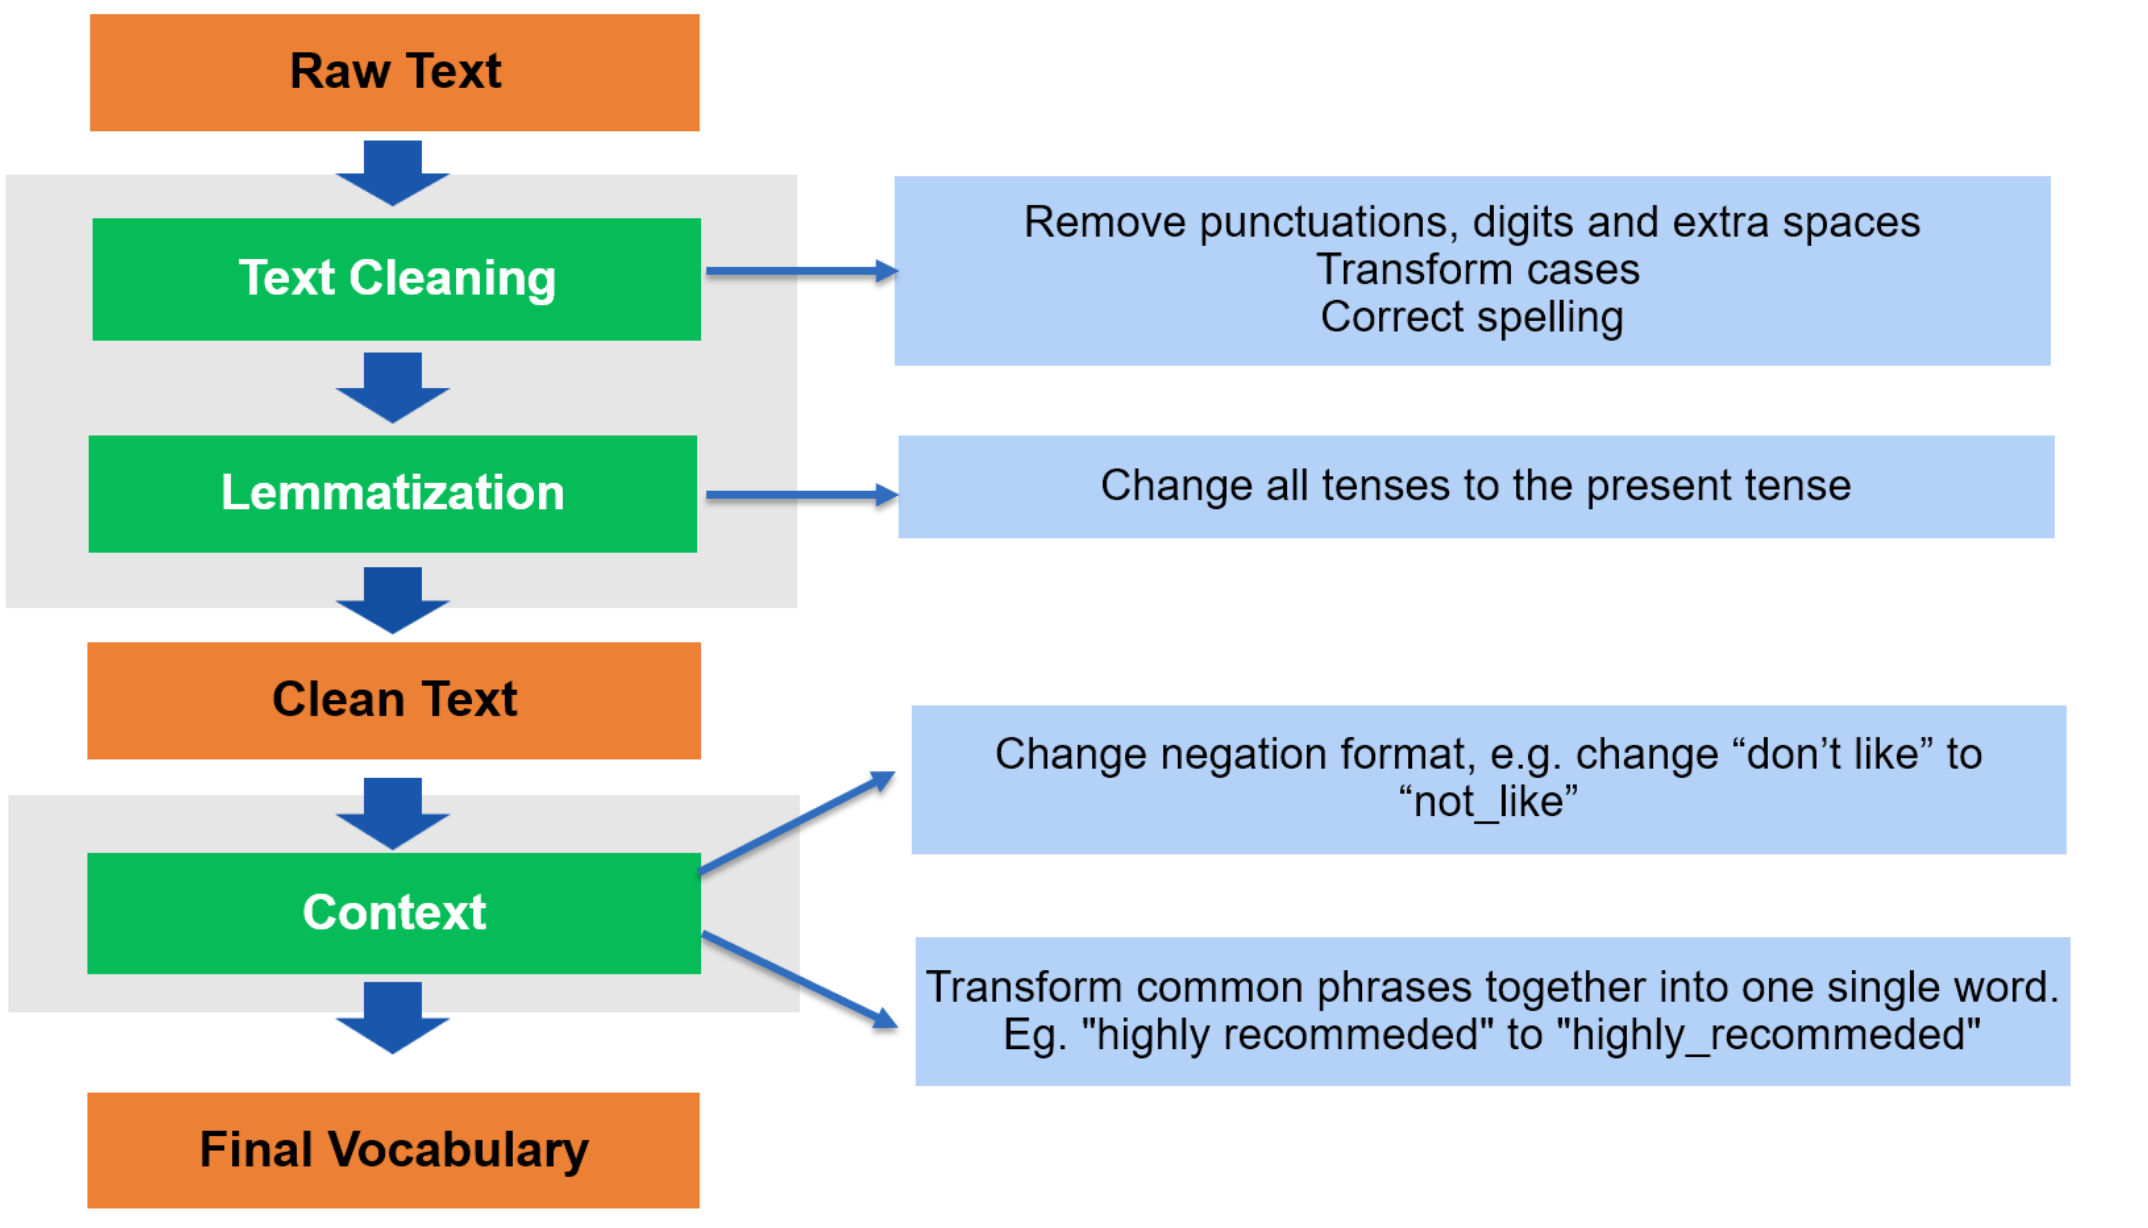 Raw Text
Text Cleaning
Remove punctuations, digits and extra spaces
Transform cases
Correct spelling
Lemmatization
Change all tenses to the present tense
Clean Text
Change negation format, e.g. change “don’t like” to
“not_like”
Context
Transform common phrases together into one single word.
Eg. "highly recommeded" to "highly_recommeded"
Final Vocabulary